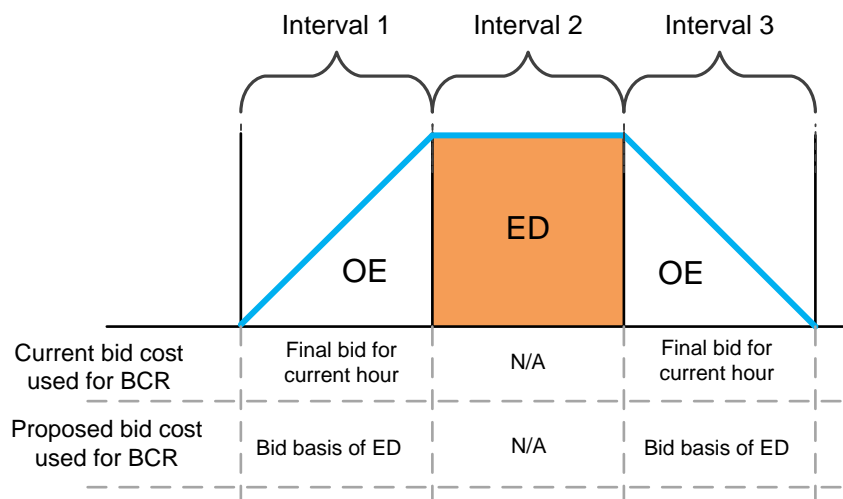 Interval 1
Interval 2
Interval 3
OE
ED
OE
Current bid cost
used for BCR
Final bid for
current hour
N/A
Final bid for
current hour
Proposed bid cost
used for BCR
Bid basis of ED
N/A
Bid basis of ED